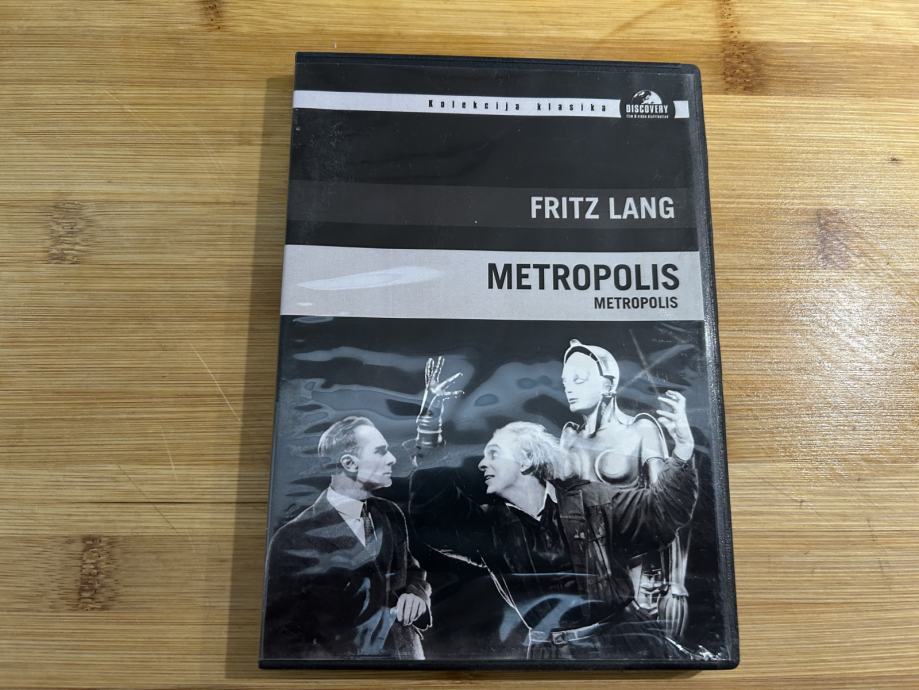 Kolekcija klasika
DISCOVERY
film & video distribution
FRITZ LANG
METROPOLIS
METROPOLIS